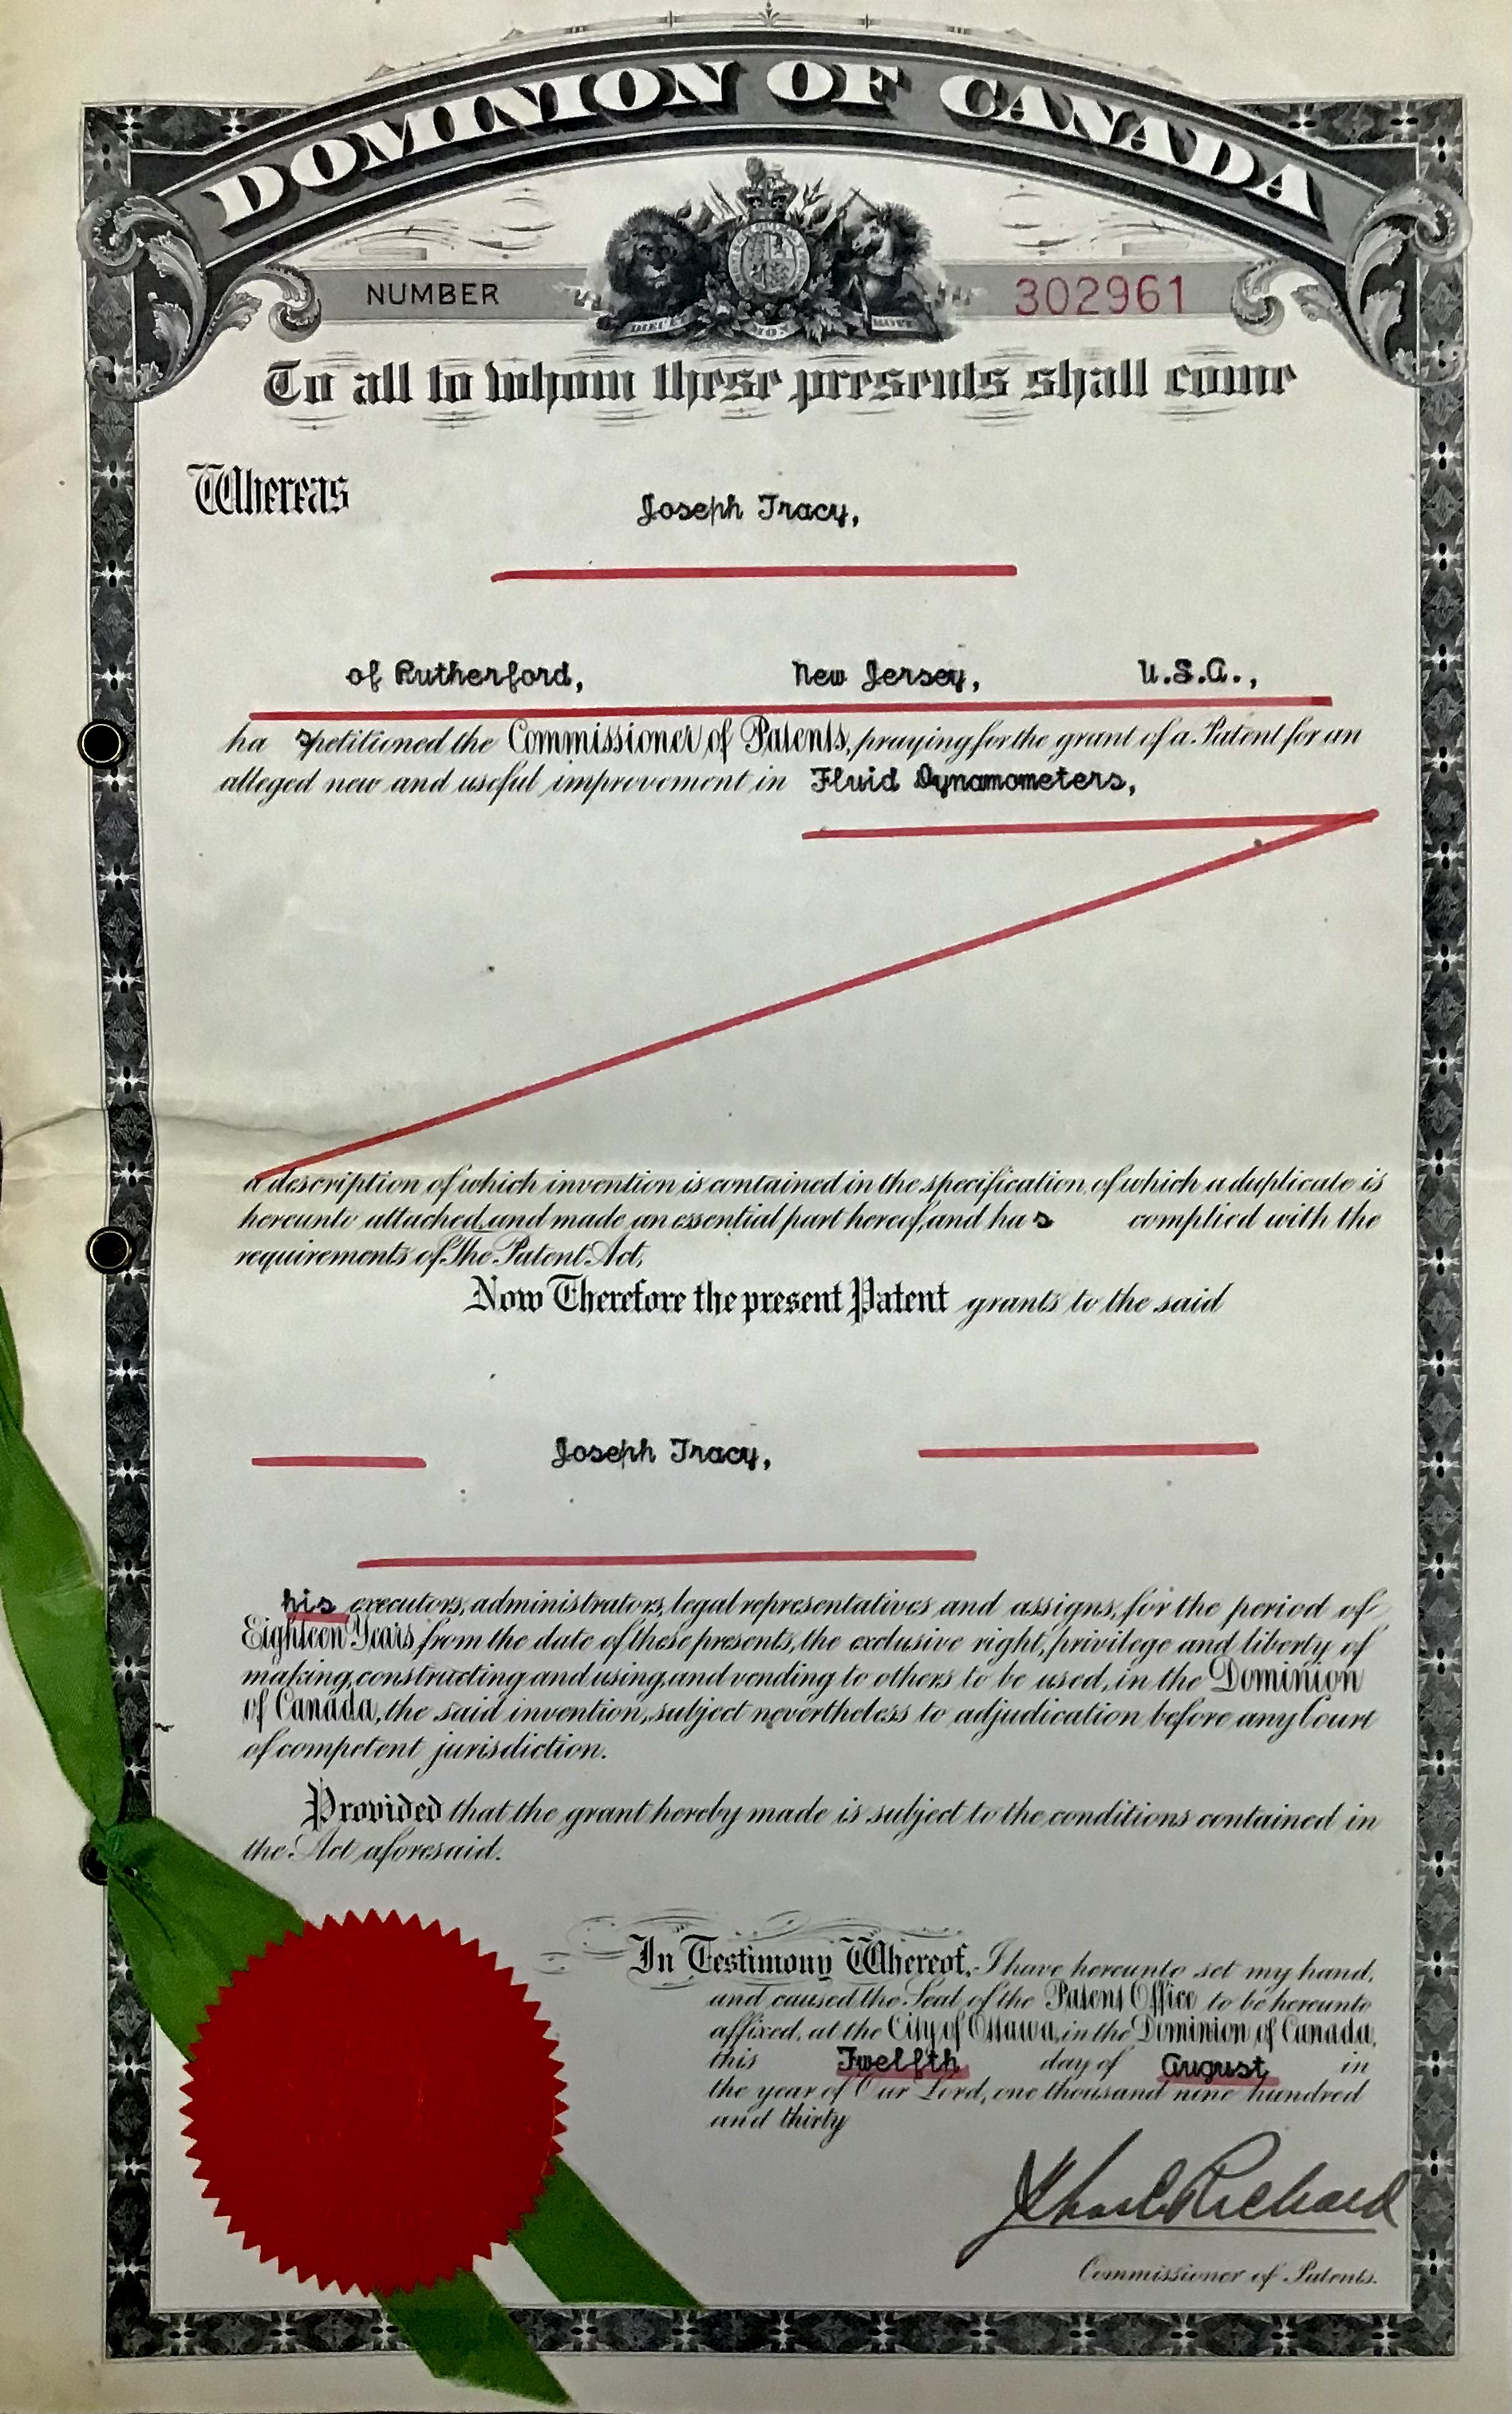 DOMINION OF CANADA
NUMBER 302961
DIEU ET MON DROIT
To all to whom these presents shall come
Whereas Joseph Tracy,
of Rutherford, New Jersey, U.S.A.,
ha s petitioned the Commissioner of Patents, praying for the grant of a Patent for an
alleged new and useful improvement in Fluid Dynamometers,
a description of which invention is contained in the specification, of which a duplicate is
hereunto attached, and made an essential part hereof, and ha s complied with the
requirements of The Patent Act,
Now Therefore the present Patent grants to the said
Joseph Tracy,
his executors, administrators, legal representatives and assigns, for the period of
Eighteen Years from the date of these presents, the exclusive right, privilege and liberty of
making, constructing and using, and vending to others to be used, in the Dominion
of Canada, the said invention, subject nevertheless to adjudication before any Court
of competent jurisdiction.
Provided that the grant hereby made is subject to the conditions contained in
the Act aforesaid.
In Testimony Whereof, I have hereunto set my hand,
and caused the Seal of the Patent Office to be hereunto
affixed, at the City of Ottawa, in the Dominion of Canada,
this Twelfth day of August in
the year of Our Lord, one thousand nine hundred
and thirty
Richard
Commissioner of Patents.